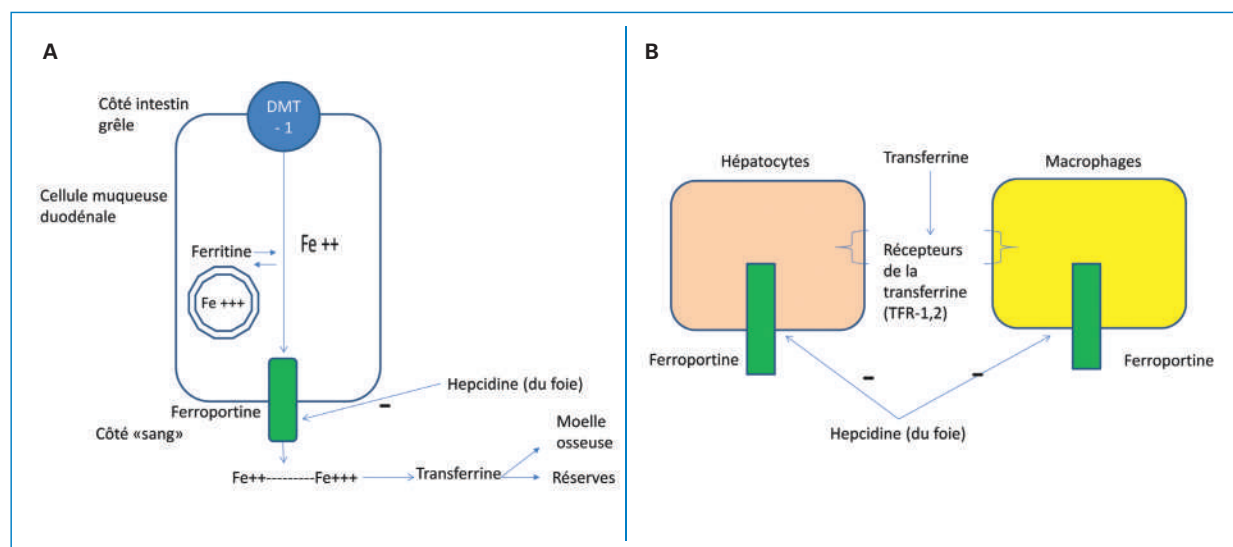 A
Côté intestin
grêle
DMT
- 1
Cellule muqueuse
duodénale
Ferritine
Fe ++
Fe +++
Ferroportine
Hepcidine (du foie)
-
Côté «sang»
Moelle
osseuse
Fe++---------Fe+++
Transferrine
Réserves
B
Hépatocytes
Transferrine
Macrophages
Récepteurs
de la
transferrine
(TFR-1,2)
Ferroportine
Ferroportine
-
-
Hepcidine (du foie)